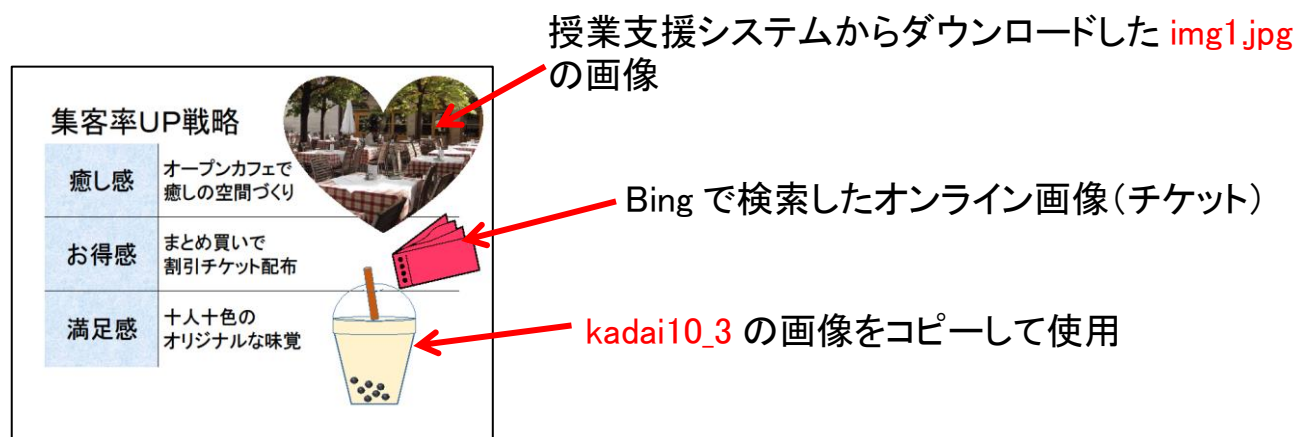 授業支援システムからダウンロードした img1.jpg
の画像
集客率UP戦略
癒し感
オープンカフェで
癒しの空間づくり
Bing で検索したオンライン画像（チケット）
お得感
まとめ買いで
割引チケット配布
満足感
十人十色の
オリジナルな味覚
kadai10_3 の画像をコピーして使用